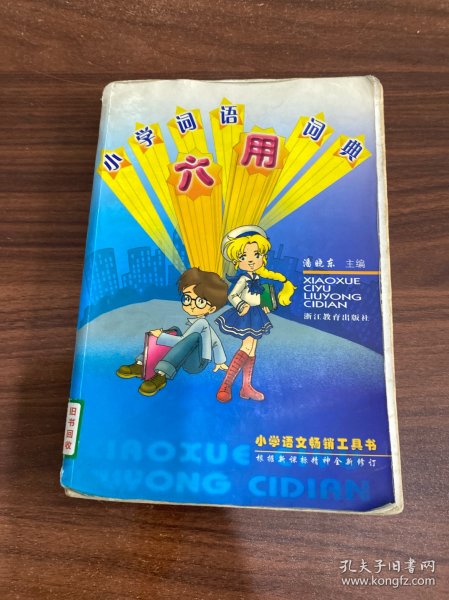 小学词语
六用
词典
潘晓东 主编
XIAOXUE
CIYU
LIUYONG
CIDIAN
浙江教育出版社
旧书回收
小学语文畅销工具书
XIAOXUE
根据新课标精神全新修订
LIUYONG CIDIAN
孔夫子旧书网
www.kongfz.com